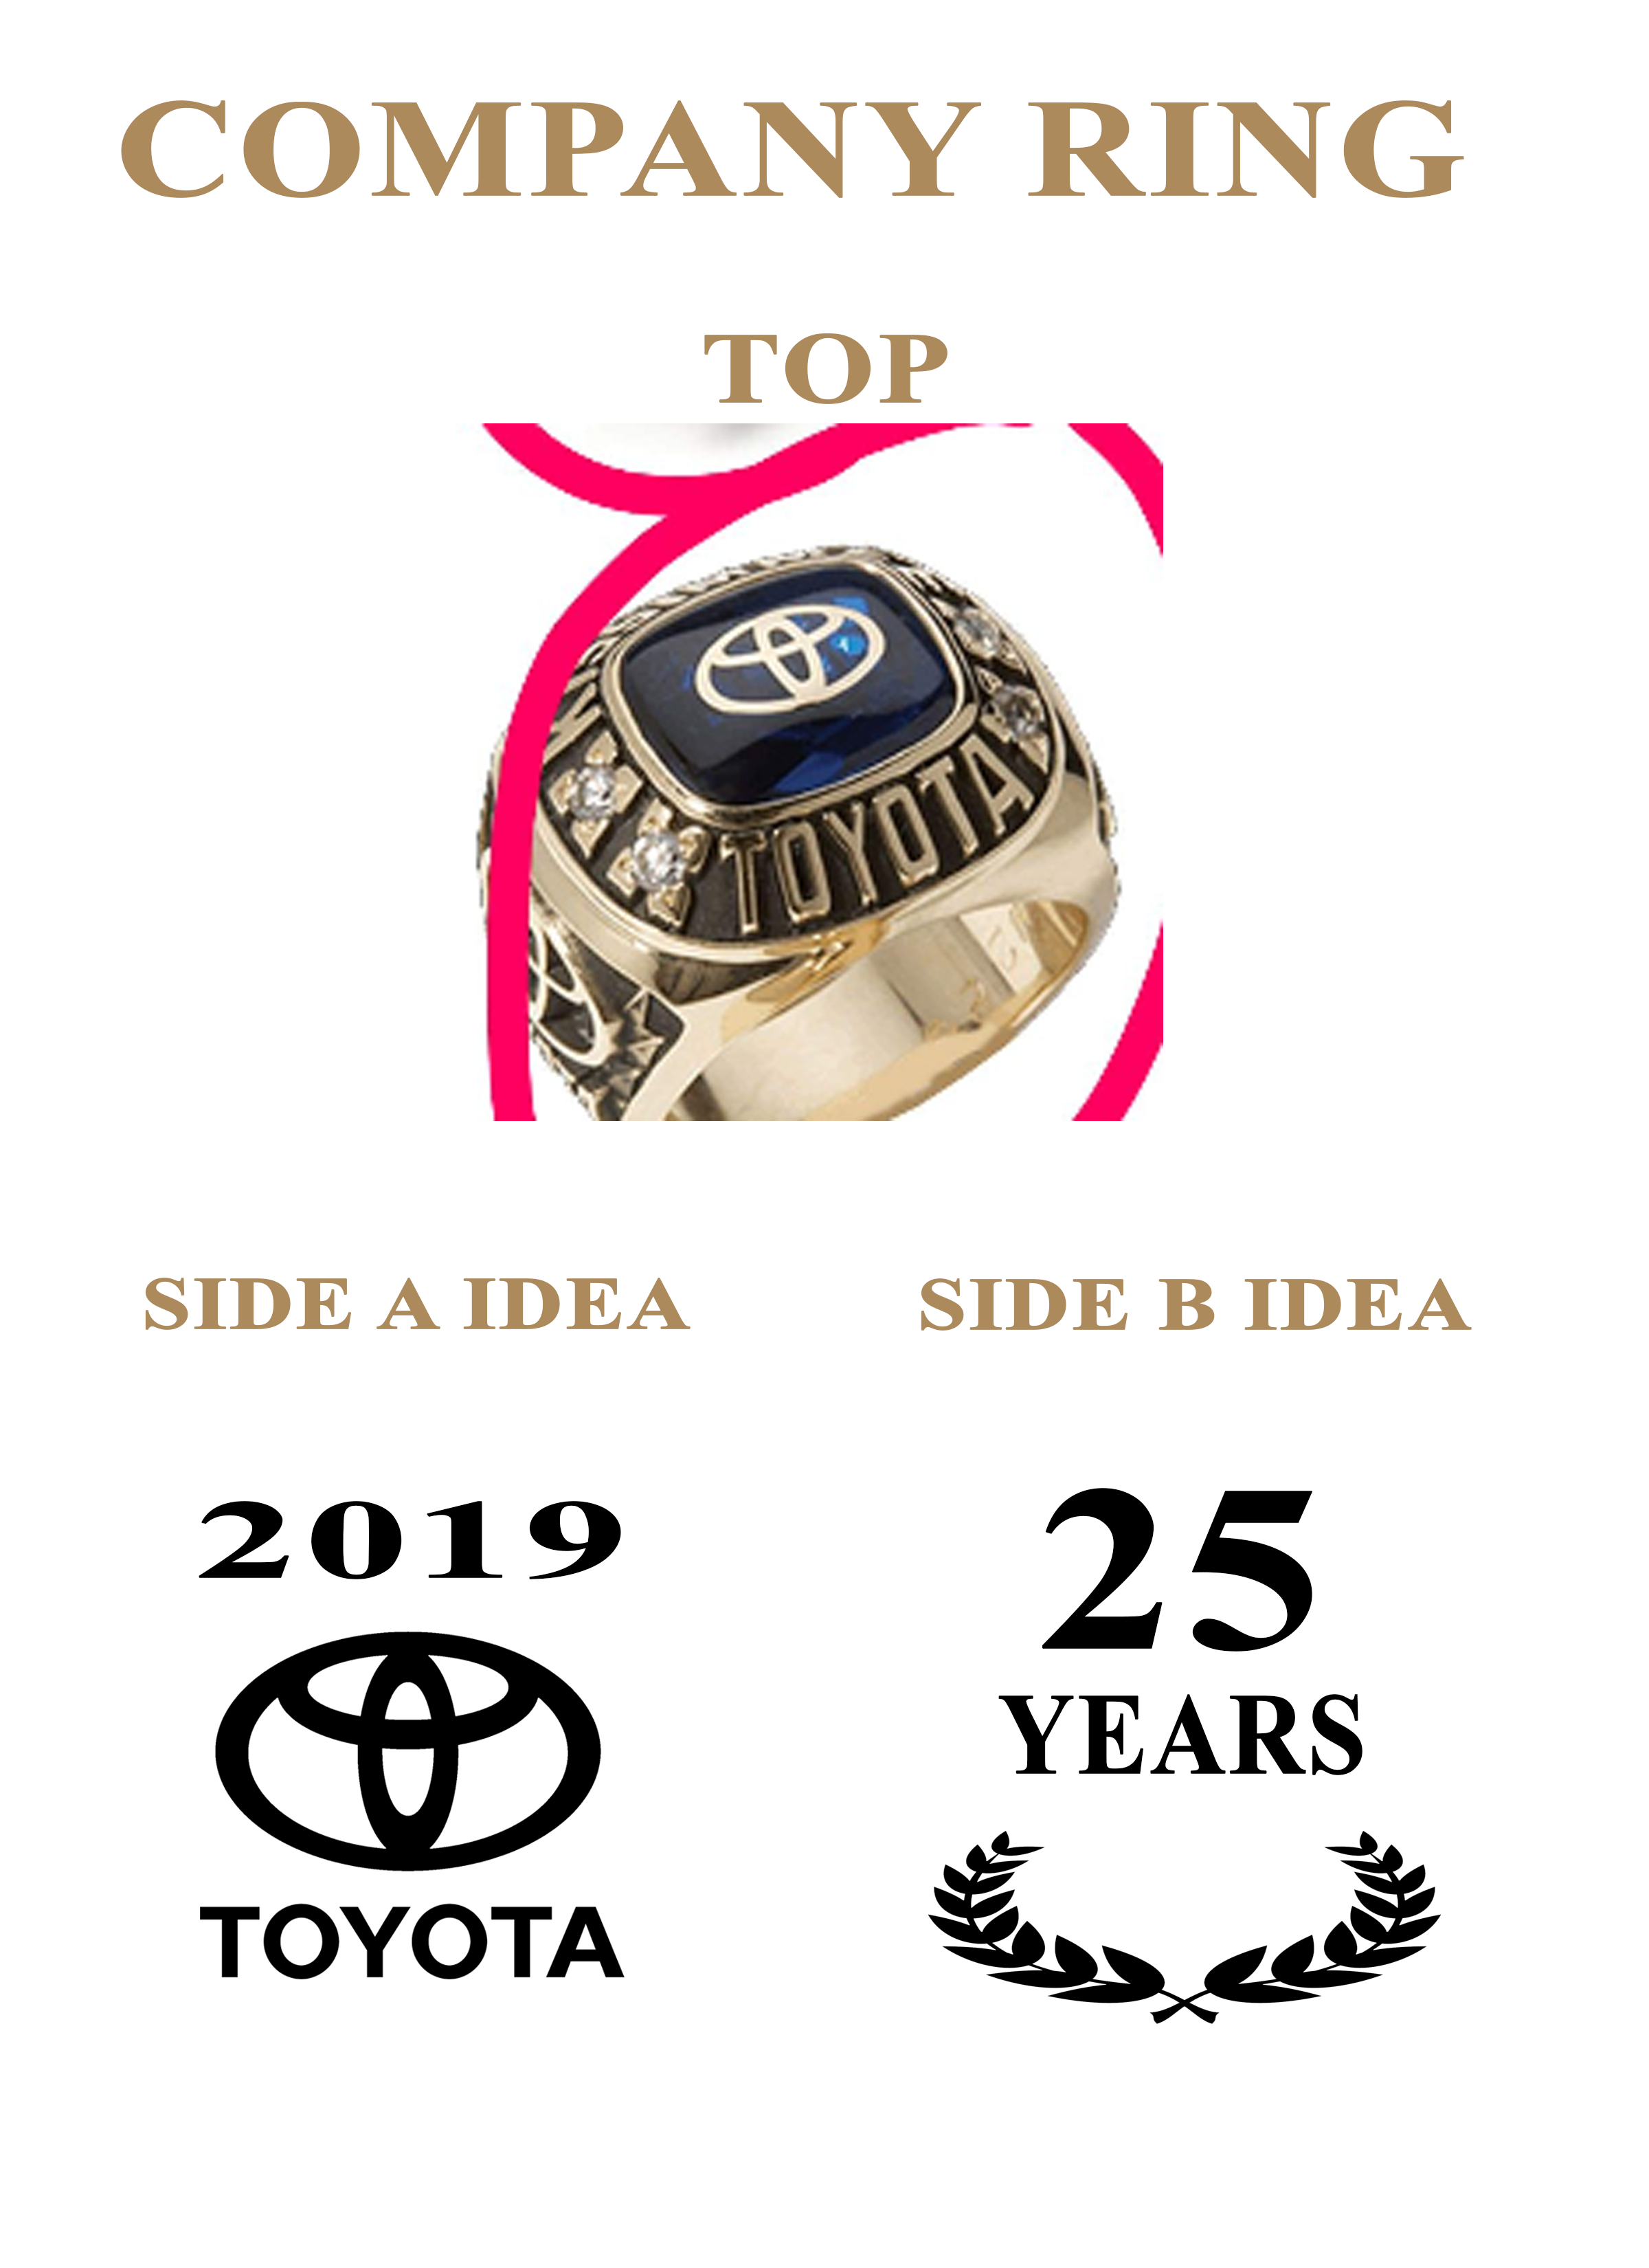 COMPANY RING
TOP
TOYOTA
SIDE A IDEA
SIDE B IDEA
2019
TOYOTA
25
YEARS